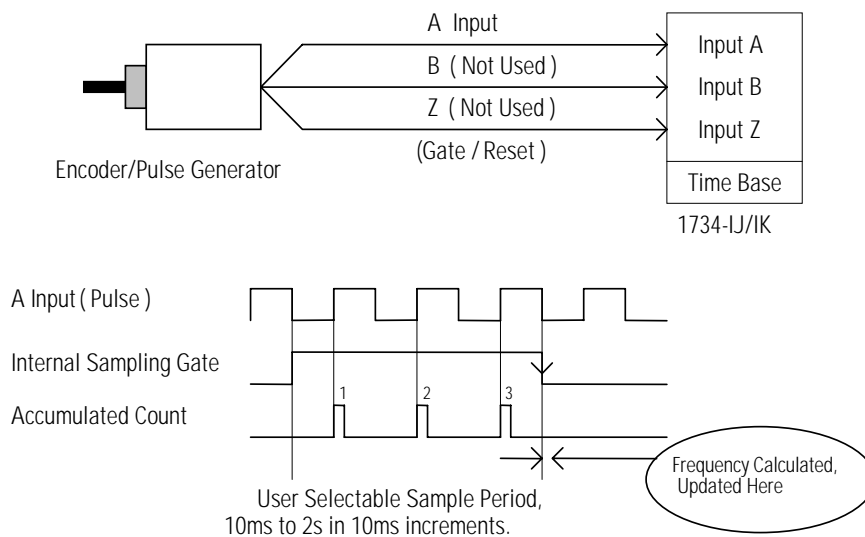 A Input
Input A
B ( Not Used )
Input B
Z ( Not Used )
Input Z
(Gate / Reset )
Encoder/Pulse Generator
Time Base
1734-IJ/IK
A Input ( Pulse )
Internal Sampling Gate
1 2 3
Accumulated Count
Frequency Calculated,
Updated Here
User Selectable Sample Period,
10ms to 2s in 10ms increments.